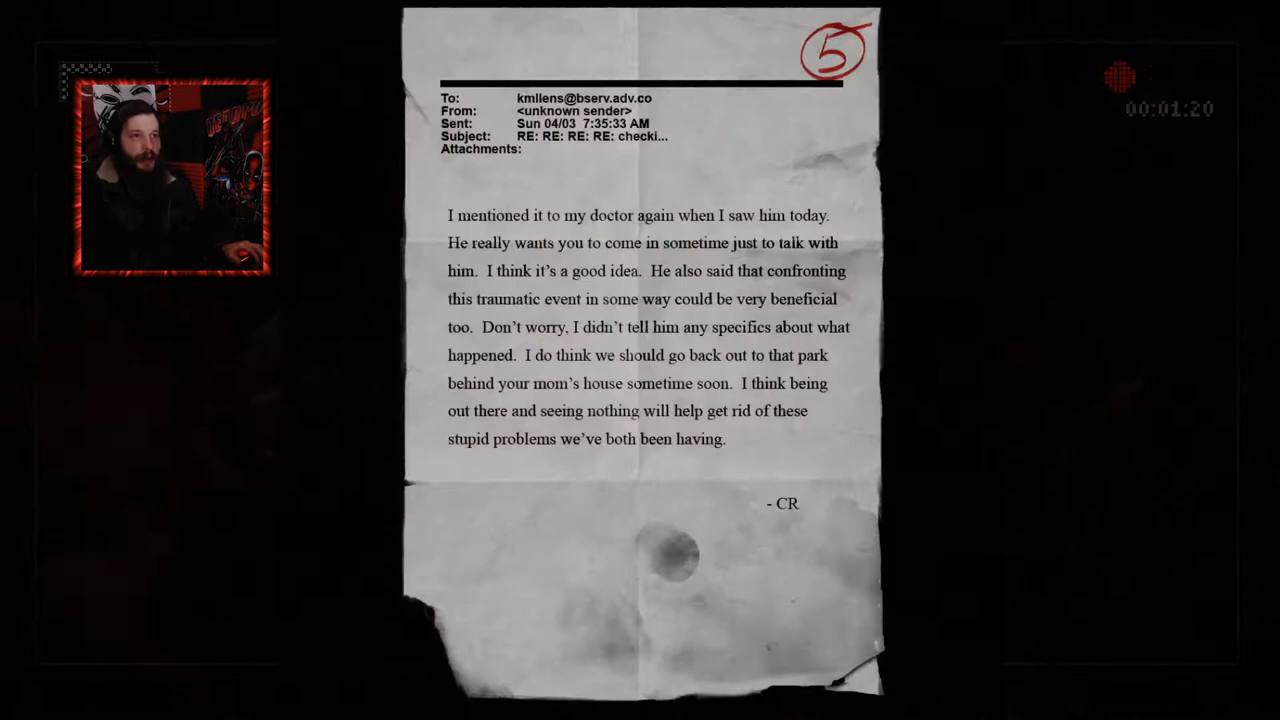 5
To: kmllens@bserv.adv.co
From: <unknown sender>
Sent: Sun 04/03 7:35:33 AM
Subject: RE: RE: RE: RE: checki...
Attachments:
I mentioned it to my doctor again when I saw him today.
He really wants you to come in sometime just to talk with
him. I think it's a good idea. He also said that confronting
this traumatic event in some way could be very beneficial
too. Don't worry, I didn't tell him any specifics about what
happened. I do think we should go back out to that park
behind your mom's house sometime soon. I think being
out there and seeing nothing will help get rid of these
stupid problems we've both been having.
- CR
00:01:20